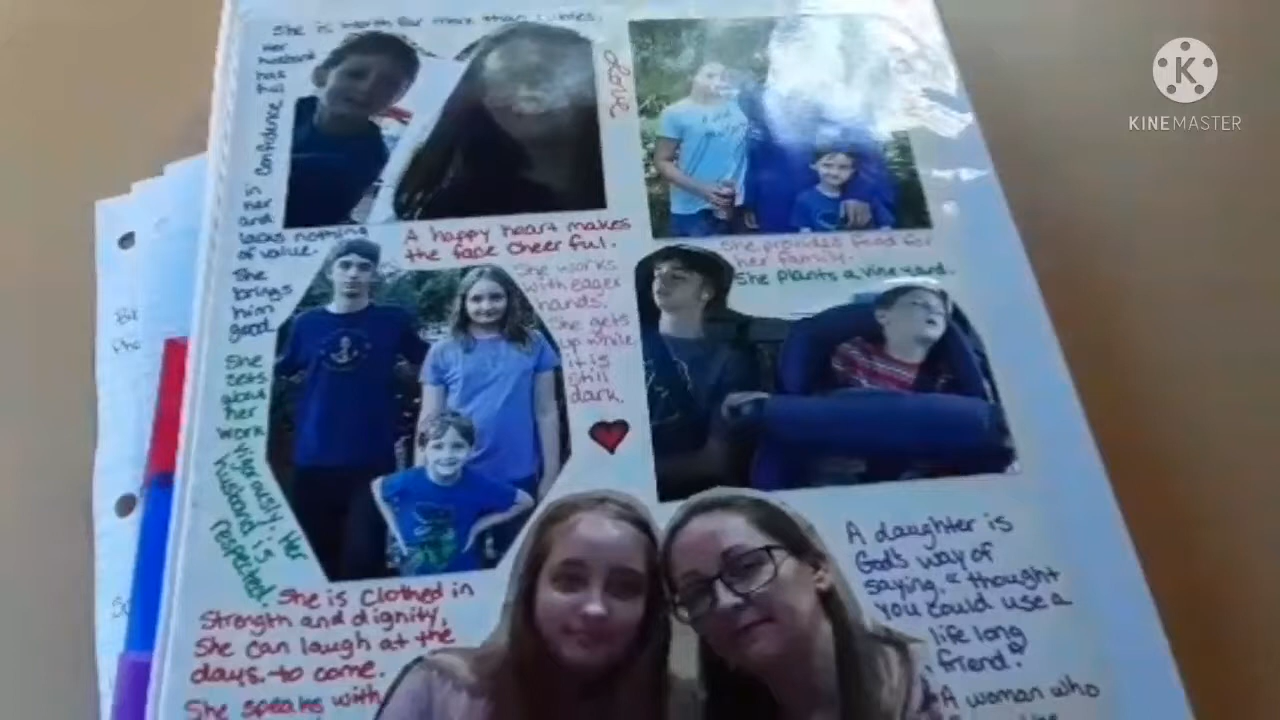 She is worth far more than rubies.
Her
husband
has
full
confidence
is
her
and
lacks nothing
of value.
She
brings
him
good
She
sets
about
her
work
vigorously. Her
husband is
respected.
Love
A happy heart makes
the face cheerful.
She works
with eager
hands.
She gets
up while
it is
still
dark.
She provides food for
her family.
She plants a vineyard.
She is clothed in
Strength and dignity,
She can laugh at the
days to come.
She speaks with
A daughter is
God's way of
saying, "thought
you could use a
life long
friend."
A woman who
KINEMASTER